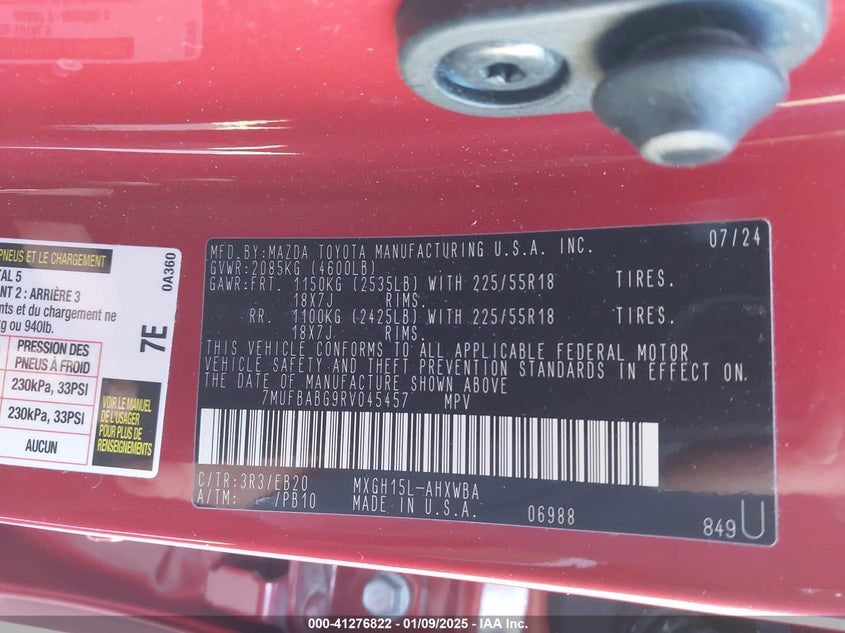 PNEUS ET LE CHARGEMENT
TAL 5
NT 2 : ARRIÈRE 3
nts et du chargement ne
kg ou 940lb.
PRESSION DES
PNEUS À FROID
230kPa, 33PSI
230kPa, 33PSI
AUCUN
0A360
7E
VOIR LE MANUEL
DE L'USAGER
POUR PLUS DE
RENSEIGNEMENTS
MFD.BY:MAZDA TOYOTA MANUFACTURING U.S.A. INC. 07/24
GVWR:2085KG (4600LB)
GAWR:FRT. 1150KG (2535LB) WITH 225/55R18 TIRES.
18X7J RIMS.
RR. 1100KG (2425LB) WITH 225/55R18 TIRES.
18X7J RIMS.
THIS VEHICLE CONFORMS TO ALL APPLICABLE FEDERAL MOTOR
VEHICLE SAFETY AND THEFT PREVENTION STANDARDS IN EFFECT ON
THE DATE OF MANUFACTURE SHOWN ABOVE
7MUFBABG9RV045457 MPV
C/TR:3R3/EB20 MXGH15L-AHXWBA
A/TM: /PB10 MADE IN U.S.A. 06988 849U
000-41276822 - 01/09/2025 - IAA Inc.